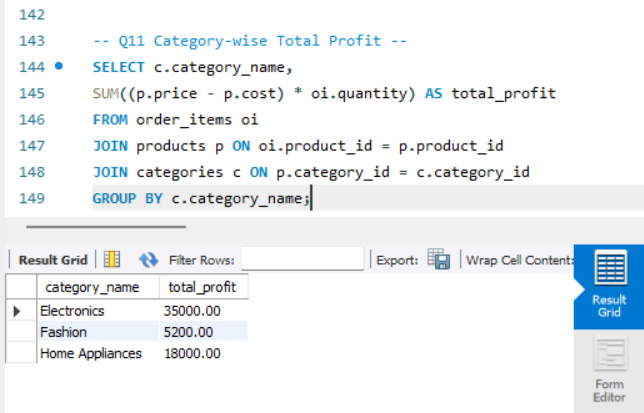 142
143 -- Q11 Category-wise Total Profit --
144 SELECT c.category_name,
145 SUM((p.price - p.cost) * oi.quantity) AS total_profit
146 FROM order_items oi
147 JOIN products p ON oi.product_id = p.product_id
148 JOIN categories c ON p.category_id = c.category_id
149 GROUP BY c.category_name;
Result Grid Filter Rows: Export: Wrap Cell Content:
category_name total_profit
Electronics 35000.00
Fashion 5200.00
Home Appliances 18000.00
Result
Grid
Form
Editor